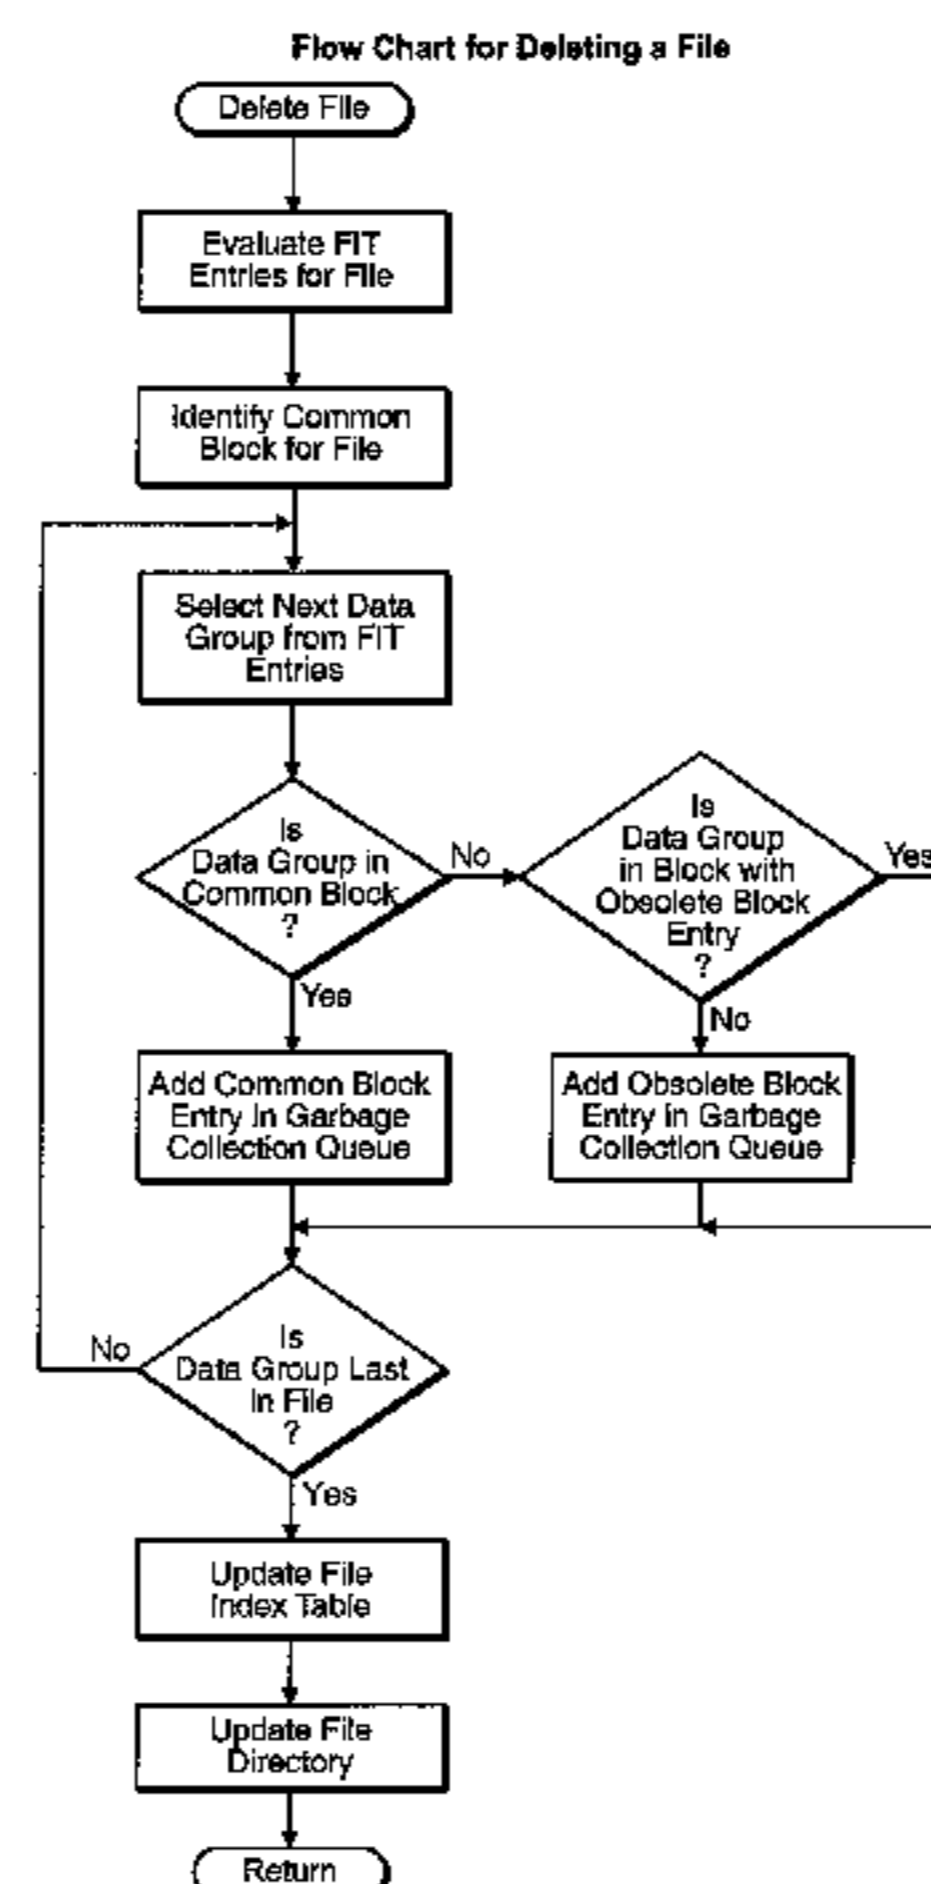 Flow Chart for Deleting a File
Delete File
Evaluate FIT
Entries for File
Identify Common
Block for File
Select Next Data
Group from FIT
Entries
Is
Data Group in
Common Block
?
No
Yes
Is
Data Group
in Block with
Obsolete Block
Entry
?
Yes
No
Add Common Block
Entry in Garbage
Collection Queue
Add Obsolete Block
Entry in Garbage
Collection Queue
Is
Data Group Last
in File
?
No
Yes
Update File
Index Table
Update File
Directory
Return